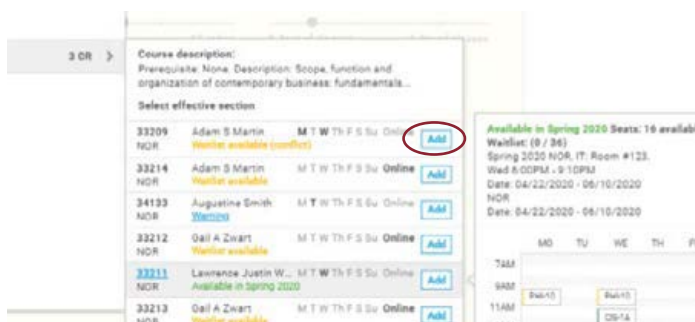 3 CR >
Course description:
Prerequisite: None. Description: Scope, function and
organization of contemporary business: fundamentals...
Select effective section
33209 Adam S Martin M T W Th F S Su Online Add
NOR Waitlist available (conflict)
33214 Adam S Martin M T W Th F S Su Online Add
NOR Waitlist available
34133 Augustine Smith M T W Th F S Su Online Add
NOR Warning
33212 Gail A Zwart M T W Th F S Su Online Add
NOR Waitlist available
33211 Lawrence Justin W... M T W Th F S Su Online Add
NOR Available in Spring 2020
33213 Gail A Zwart M T W Th F S Su Online Add
NOR Waitlist available
Available in Spring 2020 Seats: 16 availab
Waitlist: (0 / 36)
Spring 2020 NOR, IT: Room #123,
Wed 6:00PM - 9:10PM
Date: 04/22/2020 - 06/10/2020
NOR
Date: 04/22/2020 - 06/10/2020
MO TU WE TH
7AM
9AM
11AM